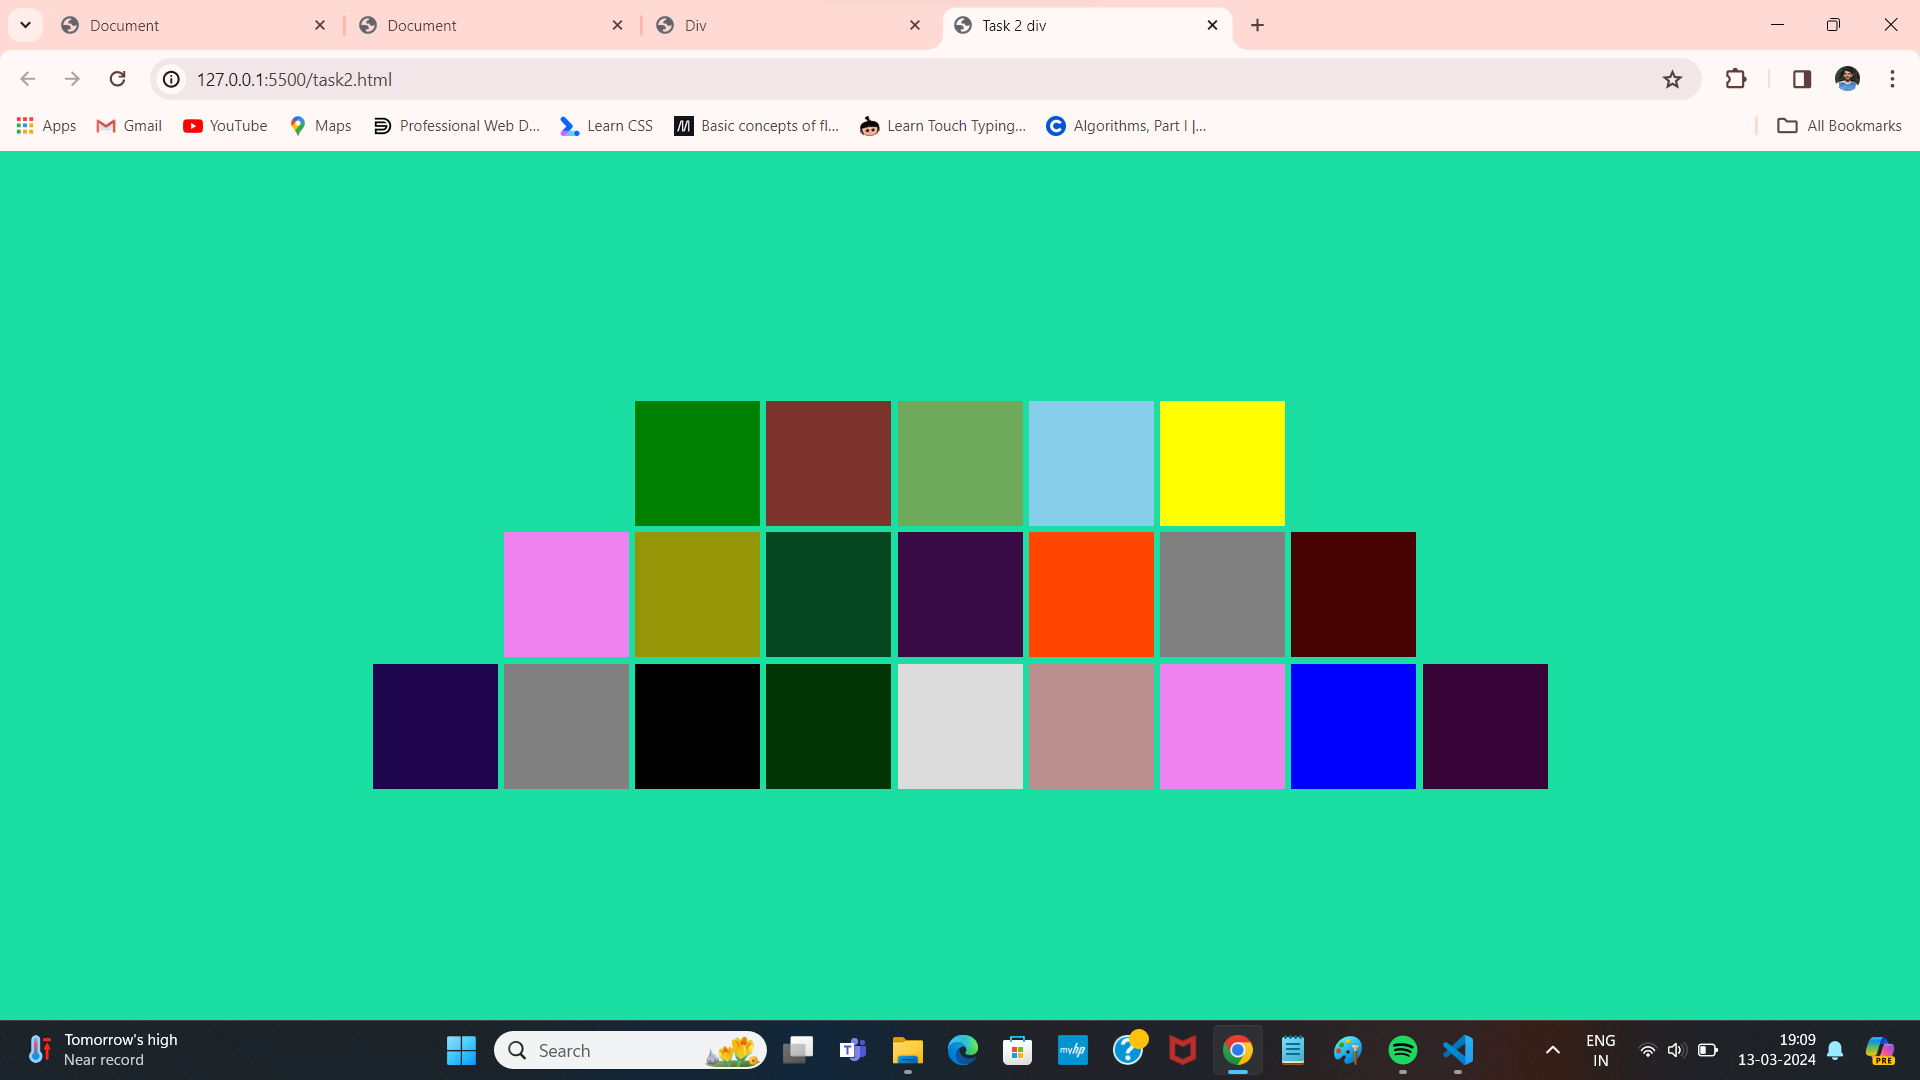 Document Document Div Task 2 div
127.0.0.1:5500/task2.html
Apps Gmail YouTube Maps Professional Web D... Learn CSS Basic concepts of fl... Learn Touch Typing... Algorithms, Part I |... All Bookmarks
Tomorrow's high
Near record
Search
myhp
PRE
ENG
IN
19:09
13-03-2024